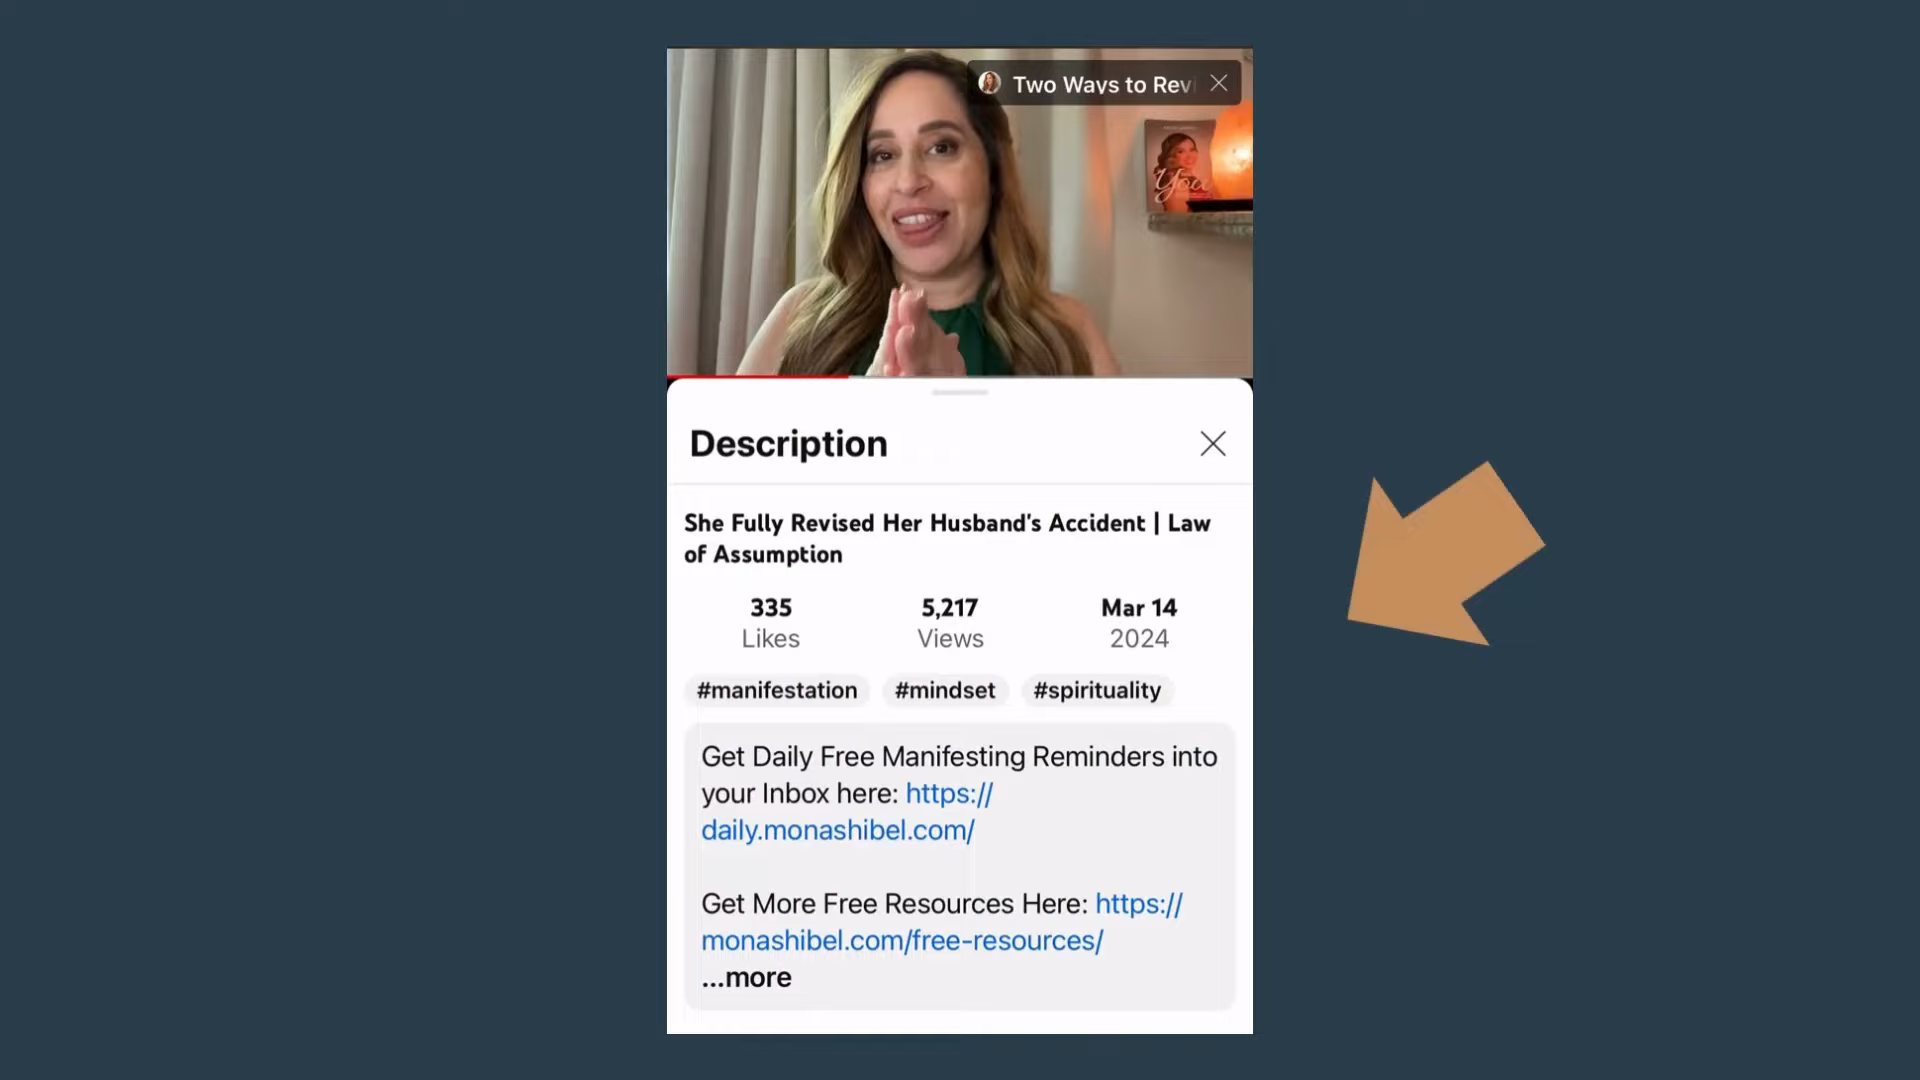 Two Ways to Rev
You
Description
She Fully Revised Her Husband's Accident | Law
of Assumption
335
Likes
5,217
Views
Mar 14
2024
#manifestation
#mindset
#spirituality
Get Daily Free Manifesting Reminders into
your Inbox here: https://
daily.monashibel.com/
Get More Free Resources Here: https://
monashibel.com/free-resources/
...more